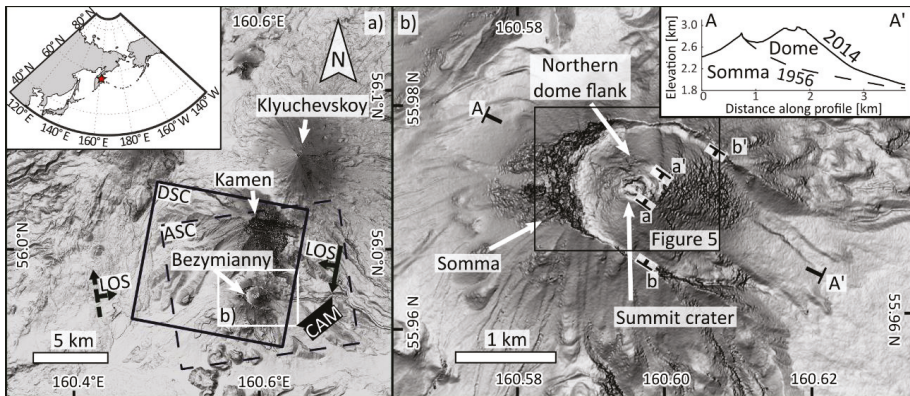 80°N
60°N
40°N
120°E
140°E
160°E
180°W
160°W
140°W
160.6°E
a)
N
Klyuchevskoy
56.1°N
Kamen
DSC
ASC
56.0°N
56.0°N
LOS
Bezymianny
LOS
b)
CAM
5 km
160.4°E
160.6°E
b)
160.58
55.98
Northern
dome flank
A
b'
a'
a
Figure 5
Somma
b
A'
Summit crater
55.96
55.96
1 km
160.58
160.60
160.62
A
A'
Elevation [km]
3.0
2.6
2.2
1.8
Dome
2014
Somma
1956
0
1
2
3
Distance along profile [km]